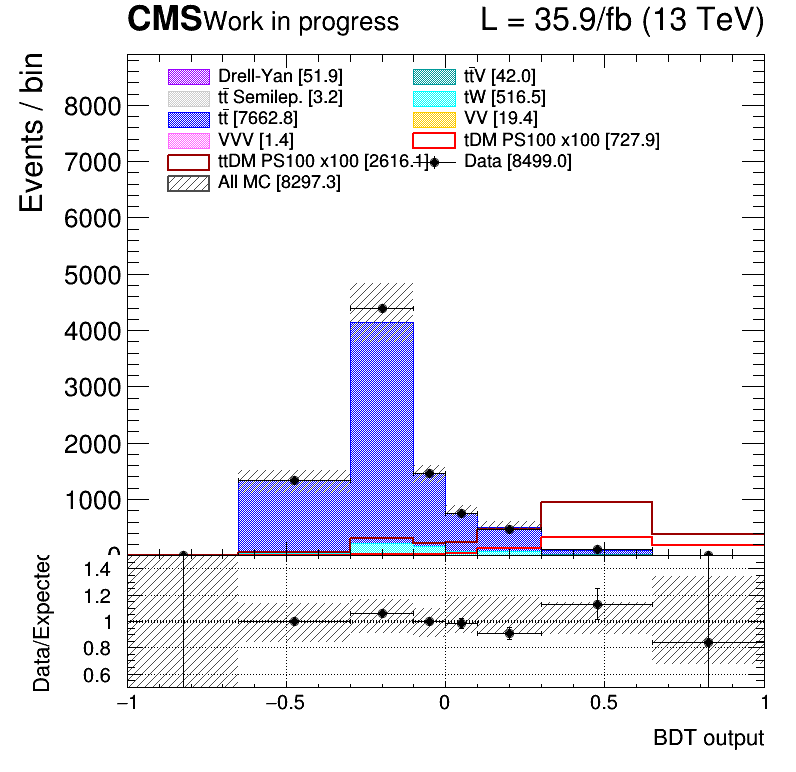 CMS Work in progress L = 35.9/fb (13 TeV)
Events / bin
Drell-Yan [51.9] tt̄V [42.0]
tt̄ Semilep. [3.2] tW [516.5]
tt̄ [7662.8] VV [19.4]
VVV [1.4] tDM PS100 x100 [727.9]
ttDM PS100 x100 [2616.1] Data [8499.0]
All MC [8297.3]
8000
7000
6000
5000
4000
3000
2000
1000
0
Data/Expected
1.4
1.2
1
0.8
0.6
−1 −0.5 0 0.5 1
BDT output